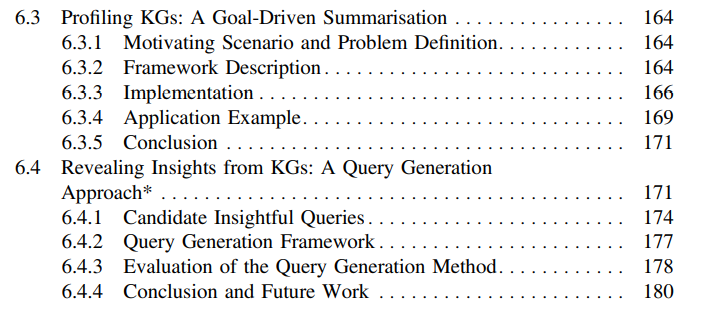 6.3 Profiling KGs: A Goal-Driven Summarisation . . . . . . . . . . . . . . . . 164
6.3.1 Motivating Scenario and Problem Definition. . . . . . . . . . . . 164
6.3.2 Framework Description . . . . . . . . . . . . . . . . . . . . . . . . . . . . 164
6.3.3 Implementation . . . . . . . . . . . . . . . . . . . . . . . . . . . . . . . . . . 166
6.3.4 Application Example. . . . . . . . . . . . . . . . . . . . . . . . . . . . . . 169
6.3.5 Conclusion . . . . . . . . . . . . . . . . . . . . . . . . . . . . . . . . . . . . . 171
6.4 Revealing Insights from KGs: A Query Generation
Approach* . . . . . . . . . . . . . . . . . . . . . . . . . . . . . . . . . . . . . . . . . . . 171
6.4.1 Candidate Insightful Queries . . . . . . . . . . . . . . . . . . . . . . . . 174
6.4.2 Query Generation Framework . . . . . . . . . . . . . . . . . . . . . . . 177
6.4.3 Evaluation of the Query Generation Method. . . . . . . . . . . . 178
6.4.4 Conclusion and Future Work . . . . . . . . . . . . . . . . . . . . . . . 180